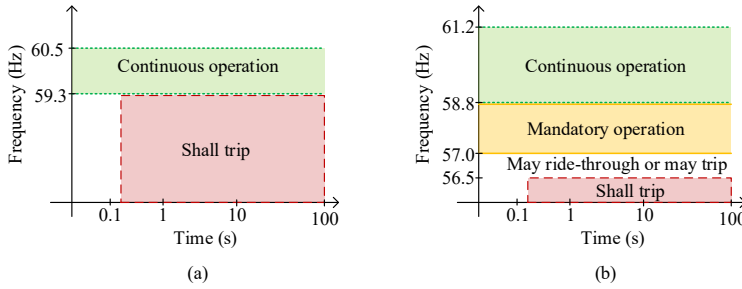 Frequency (Hz)
60.5
59.3
Continuous operation
Shall trip
0.1
1
10
100
Time (s)
(a)
Frequency (Hz)
61.2
58.8
57.0
56.5
Continuous operation
Mandatory operation
May ride-through or may trip
Shall trip
0.1
1
10
100
Time (s)
(b)